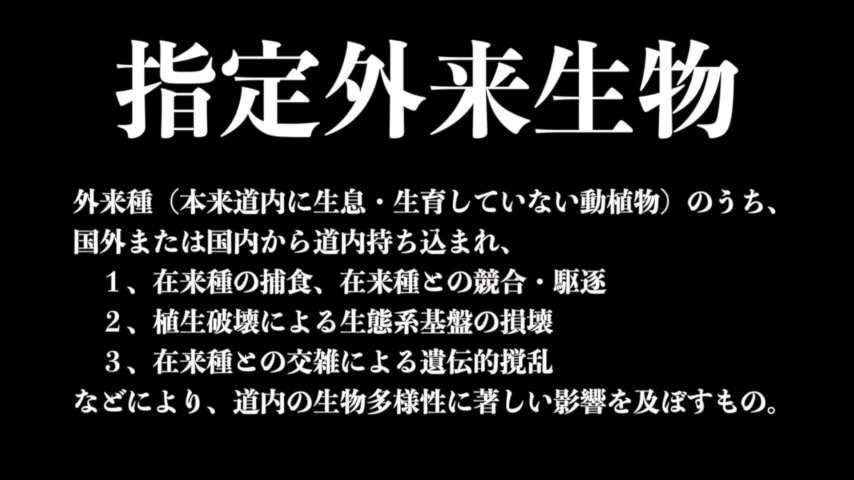 指定外来生物
外来種（本来道内に生息・生育していない動植物）のうち、
国外または国内から道内持ち込まれ、
１、在来種の捕食、在来種との競合・駆逐
２、植生破壊による生態系基盤の損壊
３、在来種との交雑による遺伝的撹乱
などにより、道内の生物多様性に著しい影響を及ぼすもの。